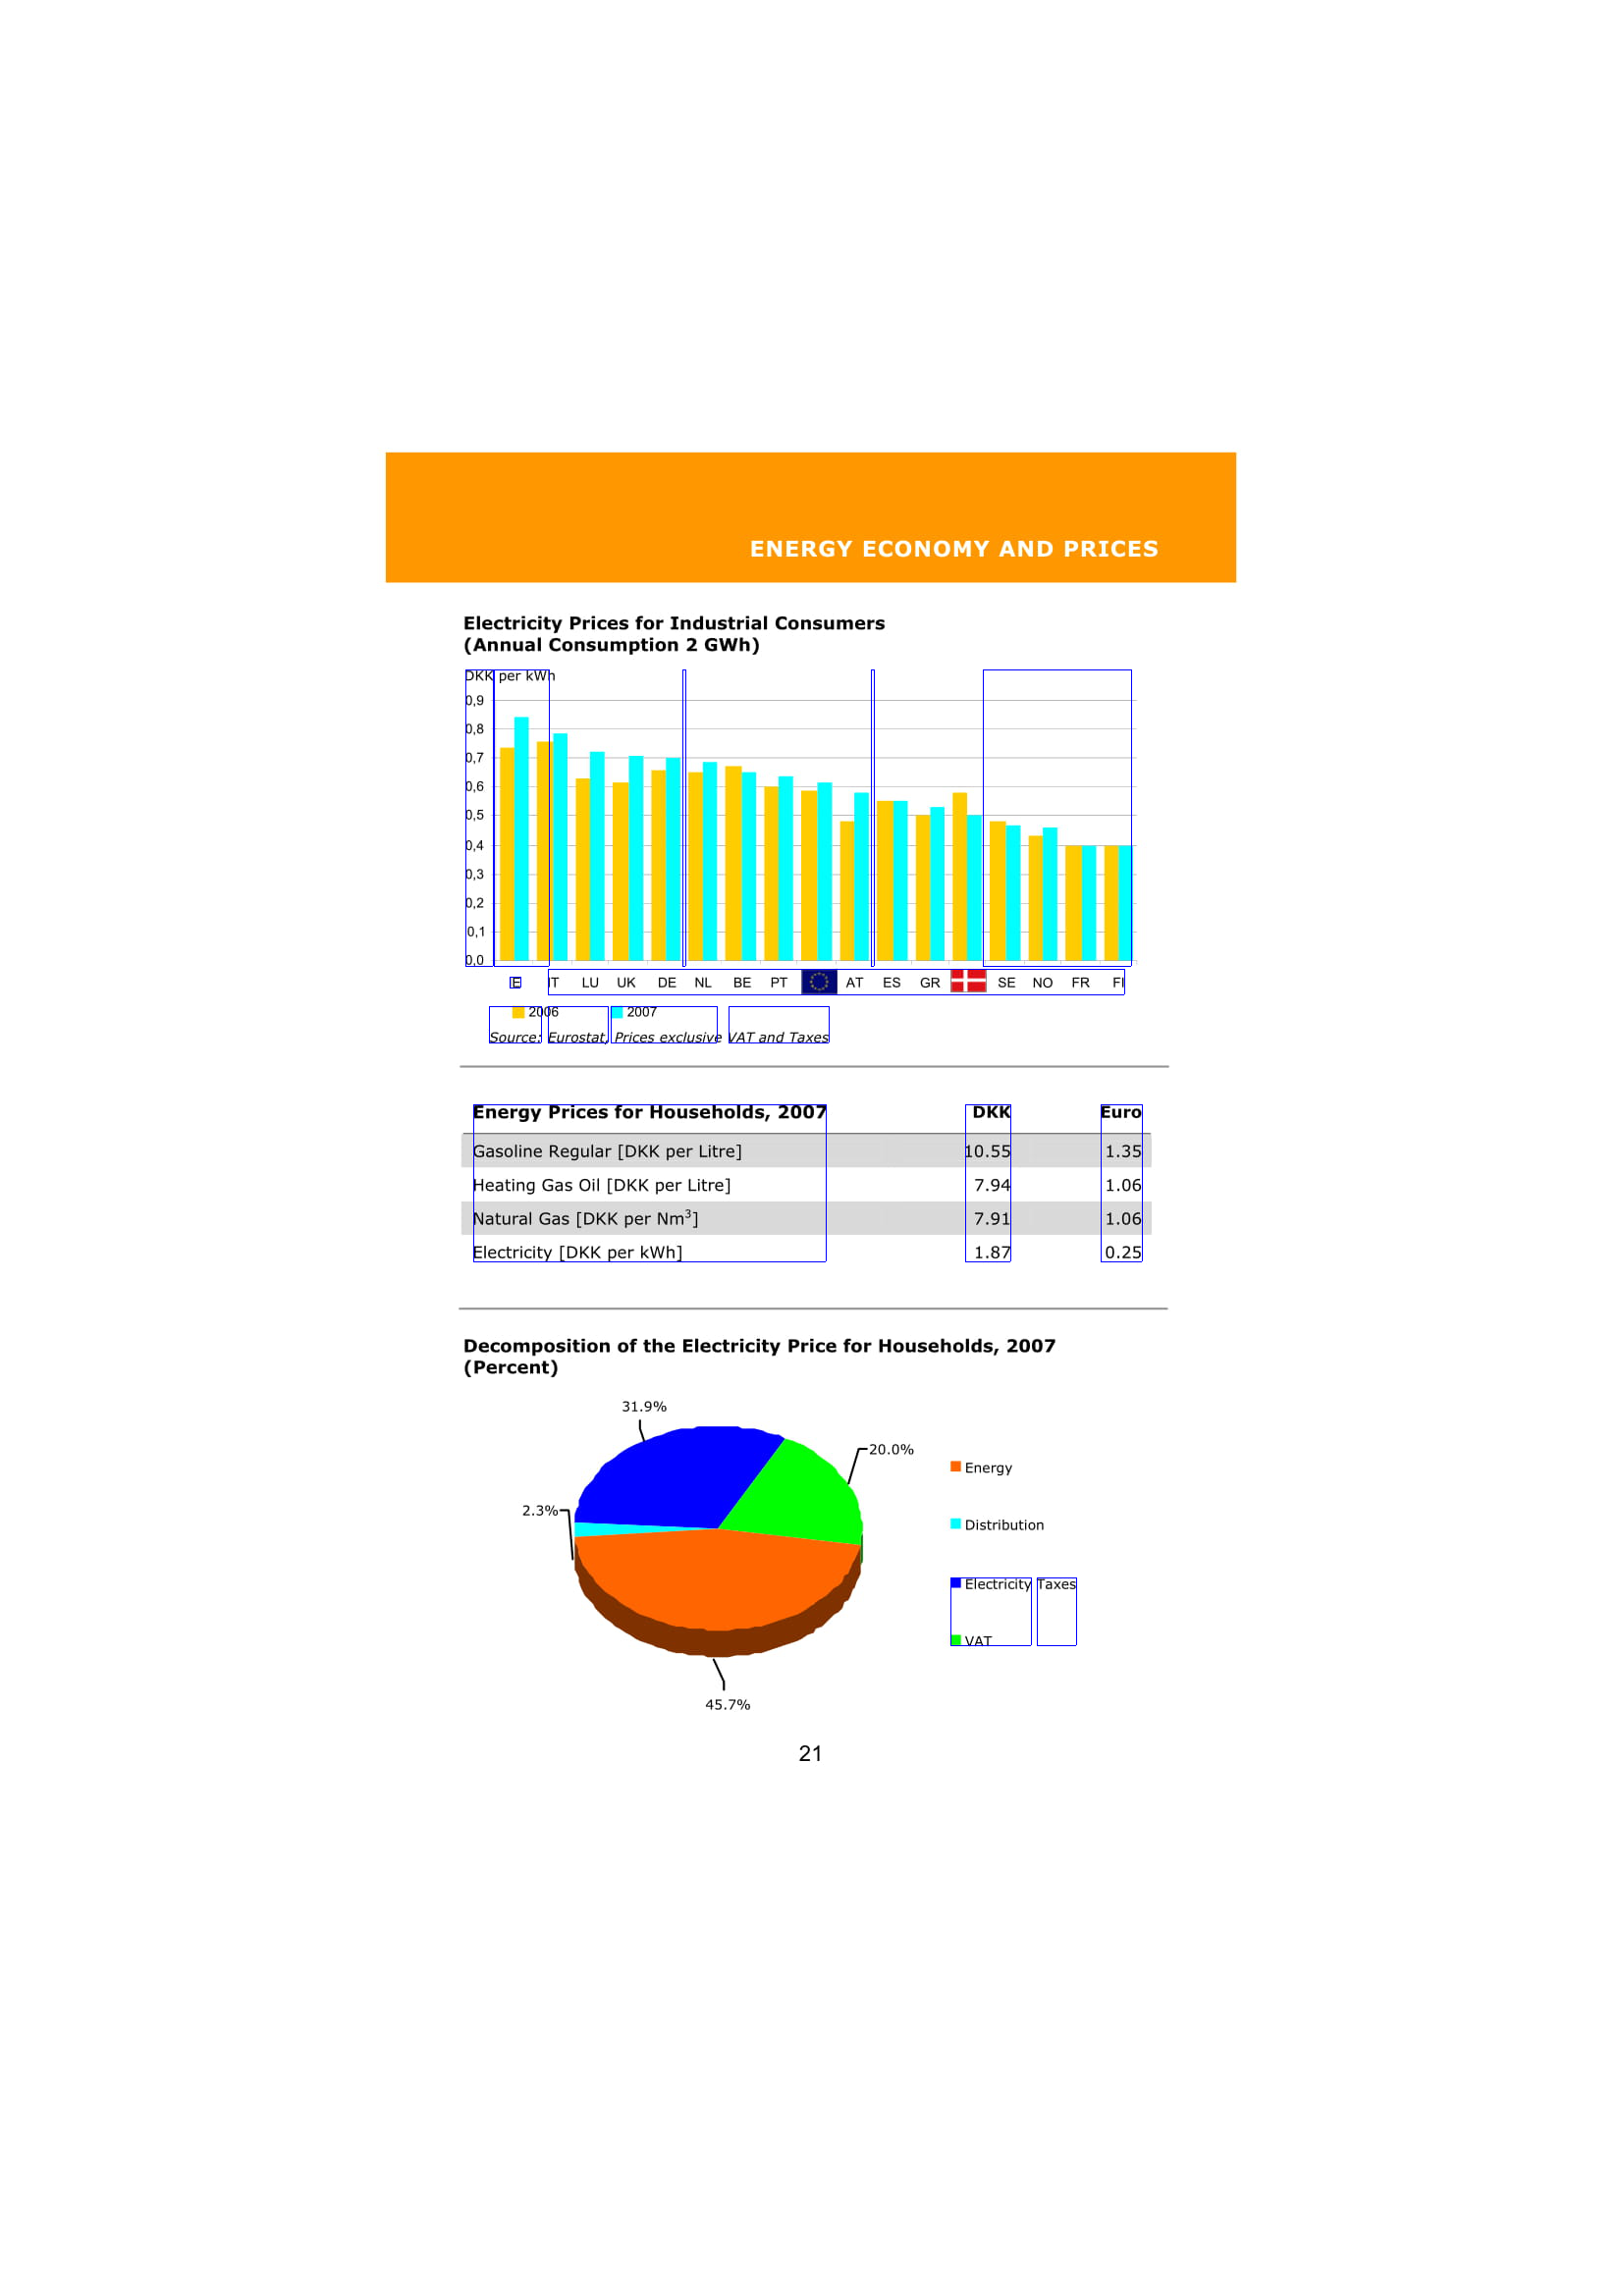 ENERGY ECONOMY AND PRICES
Electricity Prices for Industrial Consumers
(Annual Consumption 2 GWh)
DKK per kWh
0,9
0,8
0,7
0,6
0,5
0,4
0,3
0,2
0,1
0,0
E IT LU UK DE NL BE PT AT ES GR SE NO FR FI
2006 2007
Source: Eurostat, Prices exclusive VAT and Taxes
Energy Prices for Households, 2007 DKK Euro
Gasoline Regular [DKK per Litre] 10.55 1.35
Heating Gas Oil [DKK per Litre] 7.94 1.06
Natural Gas [DKK per Nm³] 7.91 1.06
Electricity [DKK per kWh] 1.87 0.25
Decomposition of the Electricity Price for Households, 2007
(Percent)
31.9%
20.0%
Energy
2.3%
Distribution
Electricity Taxes
VAT
45.7%
21